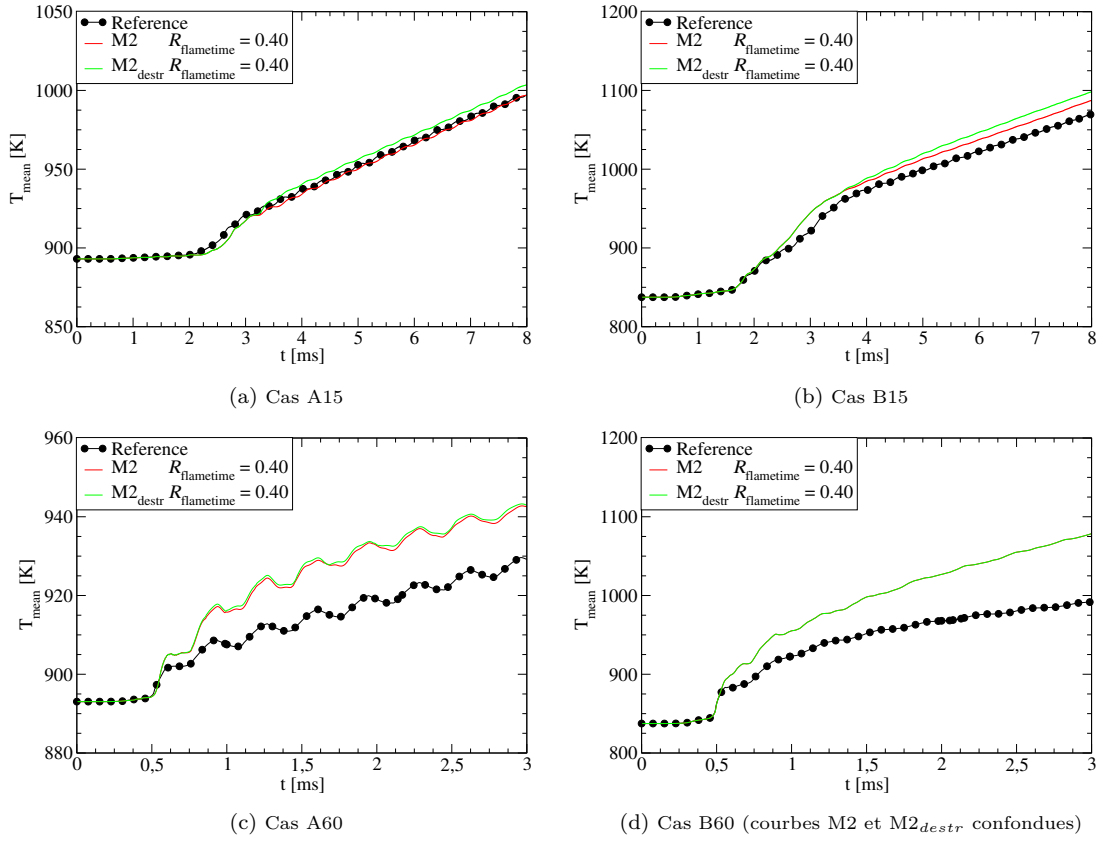 1050
1000
950
900
850
T_mean [K]
Reference
M2 R_flametime = 0.40
M2_destr R_flametime = 0.40
0 1 2 3 4 5 6 7 8
t [ms]
(a) Cas A15
1200
1100
1000
900
800
T_mean [K]
Reference
M2 R_flametime = 0.40
M2_destr R_flametime = 0.40
0 1 2 3 4 5 6 7 8
t [ms]
(b) Cas B15
960
940
920
900
880
T_mean [K]
Reference
M2 R_flametime = 0.40
M2_destr R_flametime = 0.40
0 0,5 1 1,5 2 2,5 3
t [ms]
(c) Cas A60
1200
1100
1000
900
800
T_mean [K]
Reference
M2 R_flametime = 0.40
M2_destr R_flametime = 0.40
0 0,5 1 1,5 2 2,5 3
t [ms]
(d) Cas B60 (courbes M2 et M2_destr confondues)